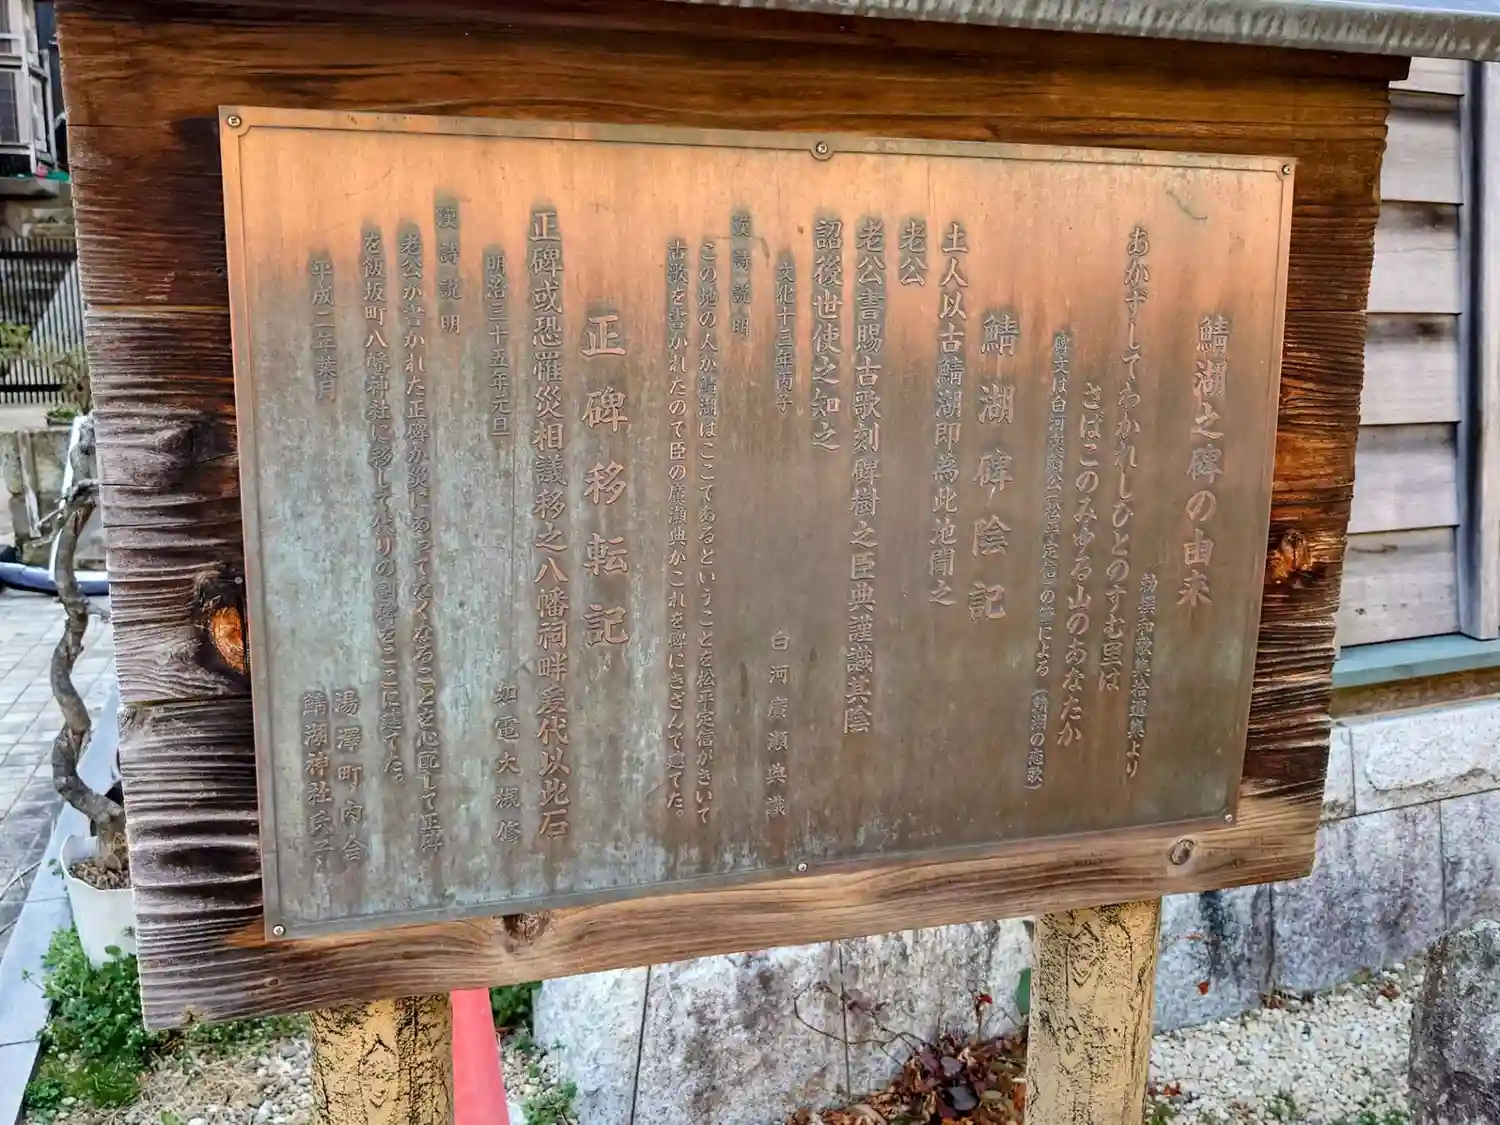 鯖湖之碑の由来
勅撰和歌集拾遺集より
あかずしてわかれしひとのすむ里は
さばこのみゆる山のあなたか
碑文は白河楽翁公(松平定信)の筆による (鯖湖の恋歌)
鯖湖碑陰記
土人以古鯖湖即為此池聞之
老公
老公書賜古歌刻碑樹之臣典謹識其陰
詔後世使之知之
文化十三年丙子
白河廣瀬典識
漢詩説明
この地の人が鯖湖はここであるということを松平定信がきいて
古歌を書かれたので臣の廣瀬典がこれを碑にきざんで建てた。
正碑移転記
正碑或恐罹災相議移之八幡祠畔爰代以此石
明治三十五年元旦
如電大槻修
漢詩説明
老公が書かれた正碑が災にあってなくなることを心配して正碑
を飯坂町八幡神社に移して代りの碑をここに建てた。
平成二年葉月
湯澤町内会
鯖湖神社氏子